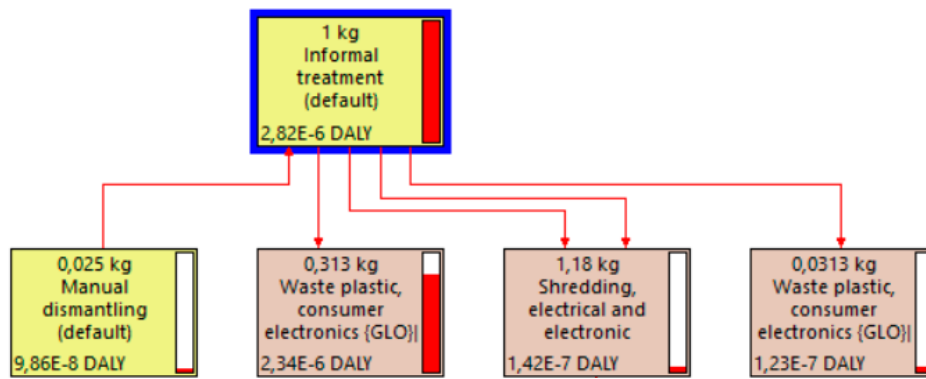 1 kg
Informal
treatment
(default)
2,82E-6 DALY
0,025 kg
Manual
dismantling
(default)
9,86E-8 DALY
0,313 kg
Waste plastic,
consumer
electronics {GLO}|
2,34E-6 DALY
1,18 kg
Shredding,
electrical and
electronic
1,42E-7 DALY
0,0313 kg
Waste plastic,
consumer
electronics {GLO}|
1,23E-7 DALY